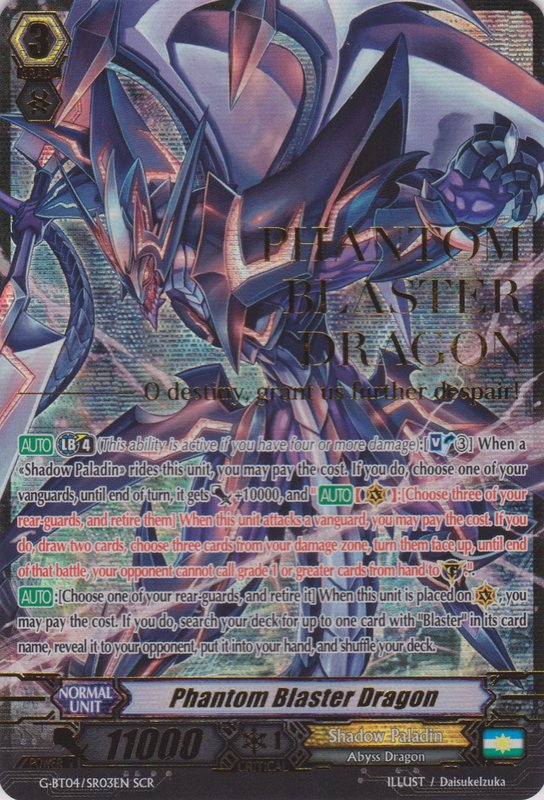 3
GRADE
PHANTOM
BLASTER
DRAGON
O destiny, grant us further despair!
AUTO LB 4 (This ability is active if you have four or more damage):[V 3] When a
«Shadow Paladin» rides this unit, you may pay the cost. If you do, choose one of your
vanguards, until end of turn, it gets +10000, and " AUTO 【 】:[Choose three of your
rear-guards, and retire them] When this unit attacks a vanguard, you may pay the cost. If you
do, draw two cards, choose three cards from your damage zone, turn them face up, until end
of that battle, your opponent cannot call grade 1 or greater cards from hand to G ".
AUTO:[Choose one of your rear-guards, and retire it] When this unit is placed on V, you
may pay the cost. If you do, search your deck for up to one card with "Blaster" in its card
name, reveal it to your opponent, put it into your hand, and shuffle your deck.
NORMAL
UNIT
Phantom Blaster Dragon
POWER 11000
1
CRITICAL
Shadow Paladin
Abyss Dragon
G-BT04/SR03EN SCR
ILLUST / DaisukeIzuka